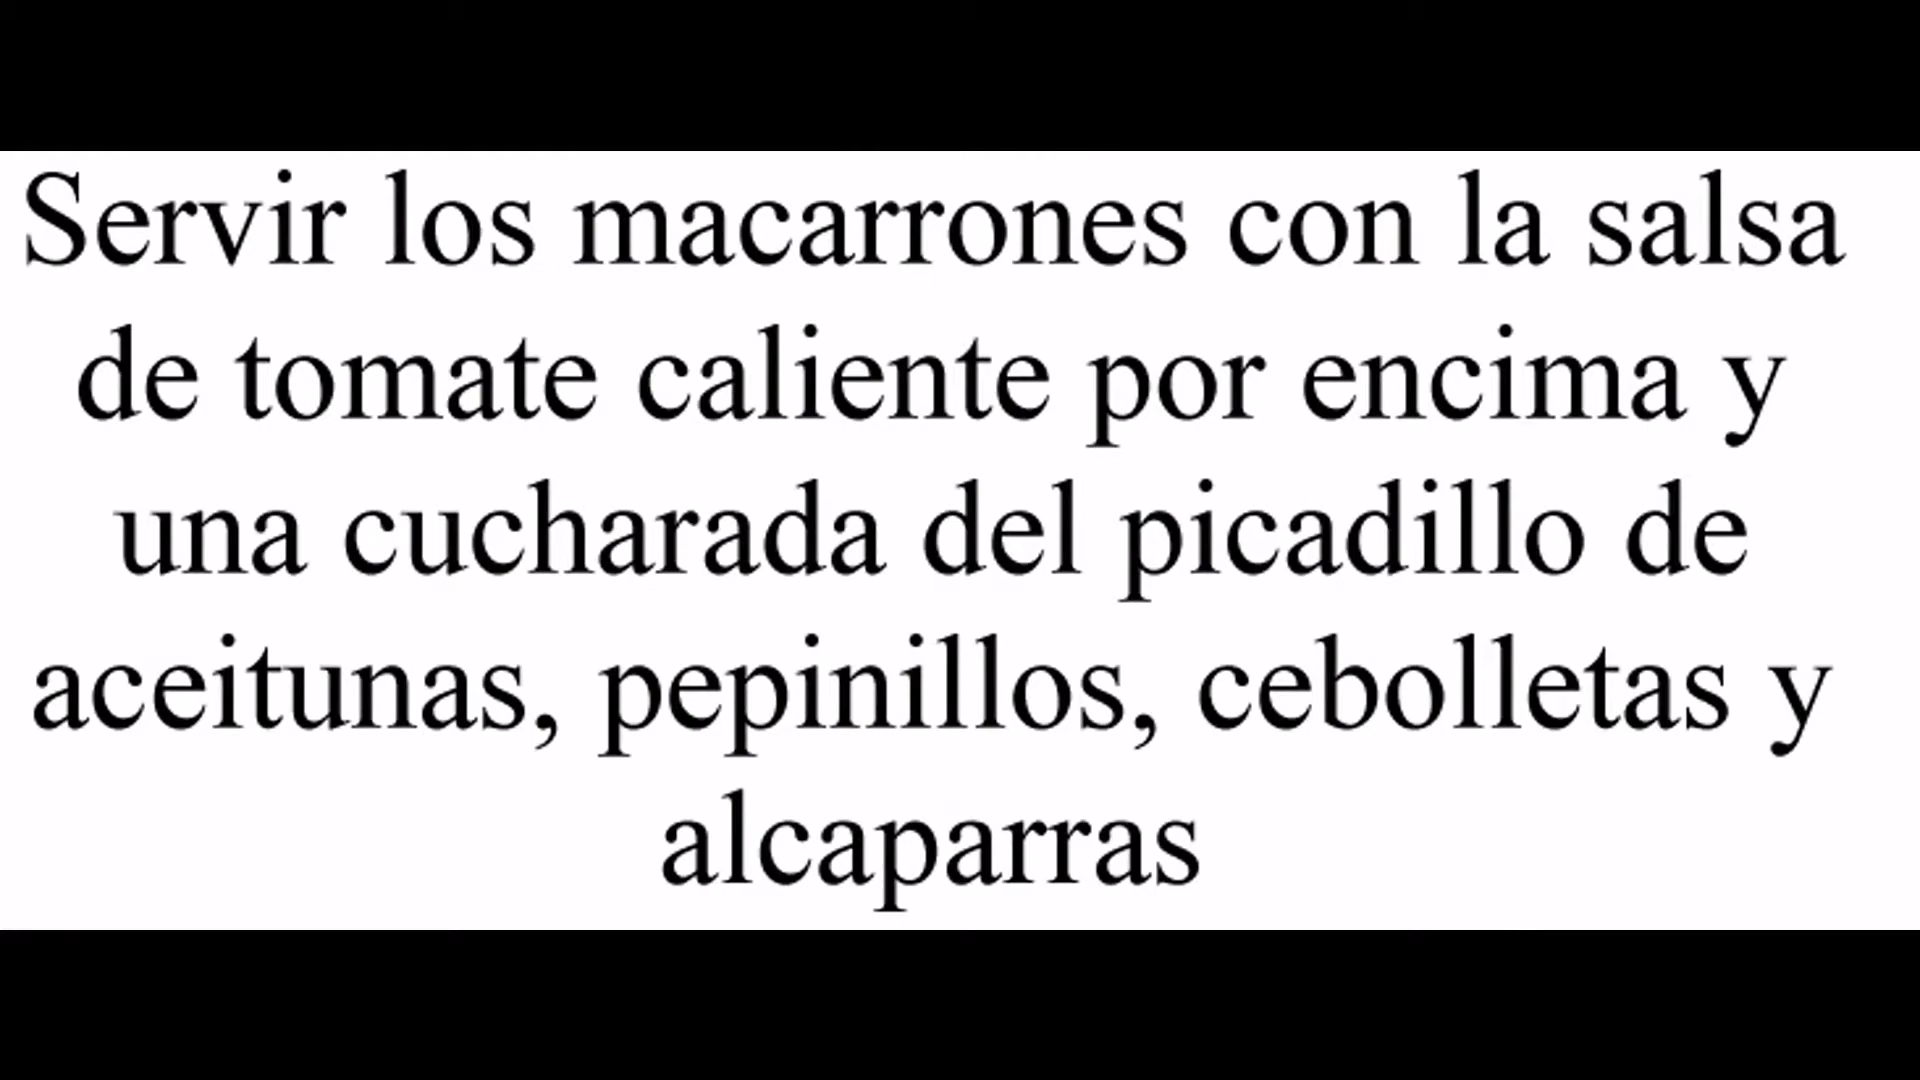 Servir los macarrones con la salsa
de tomate caliente por encima y
una cucharada del picadillo de
aceitunas, pepinillos, cebolletas y
alcaparras